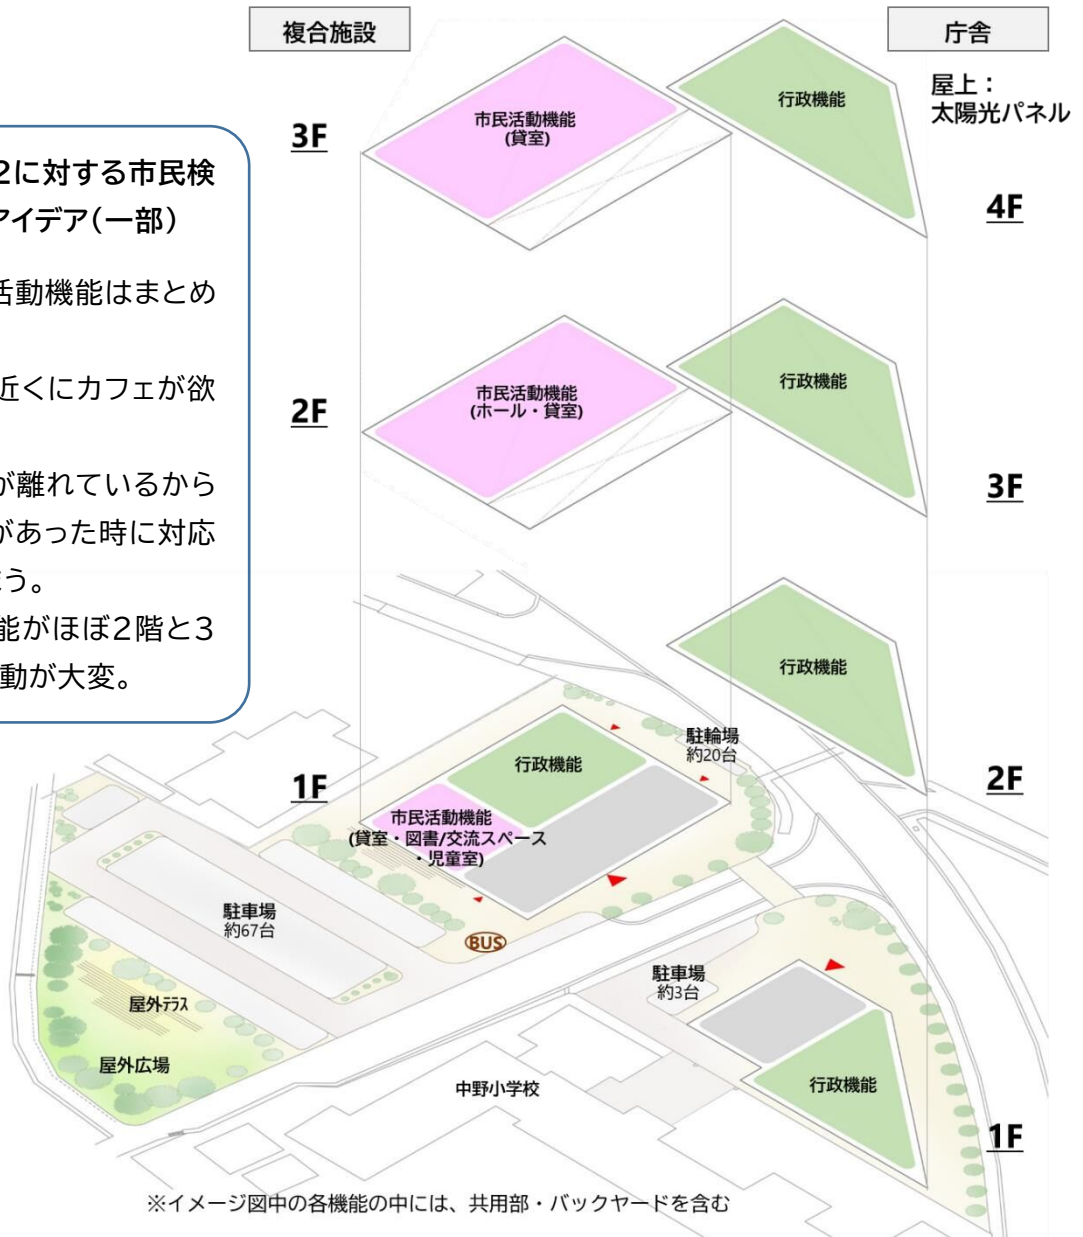 複合施設
庁舎
屋上：
太陽光パネル
3F
市民活動機能
(貸室)
行政機能
4F
2に対する市民検
アイデア(一部)
活動機能はまとめ
近くにカフェが欲
が離れているから
があった時に対応
う。
能がほぼ2階と3
動が大変。
2F
市民活動機能
(ホール・貸室)
行政機能
3F
行政機能
2F
1F
行政機能
市民活動機能
(貸室・図書/交流スペース
・児童室)
駐輪場
約20台
駐車場
約67台
BUS
駐車場
約3台
屋外テラス
屋外広場
中野小学校
行政機能
1F
※イメージ図中の各機能の中には、共用部・バックヤードを含む